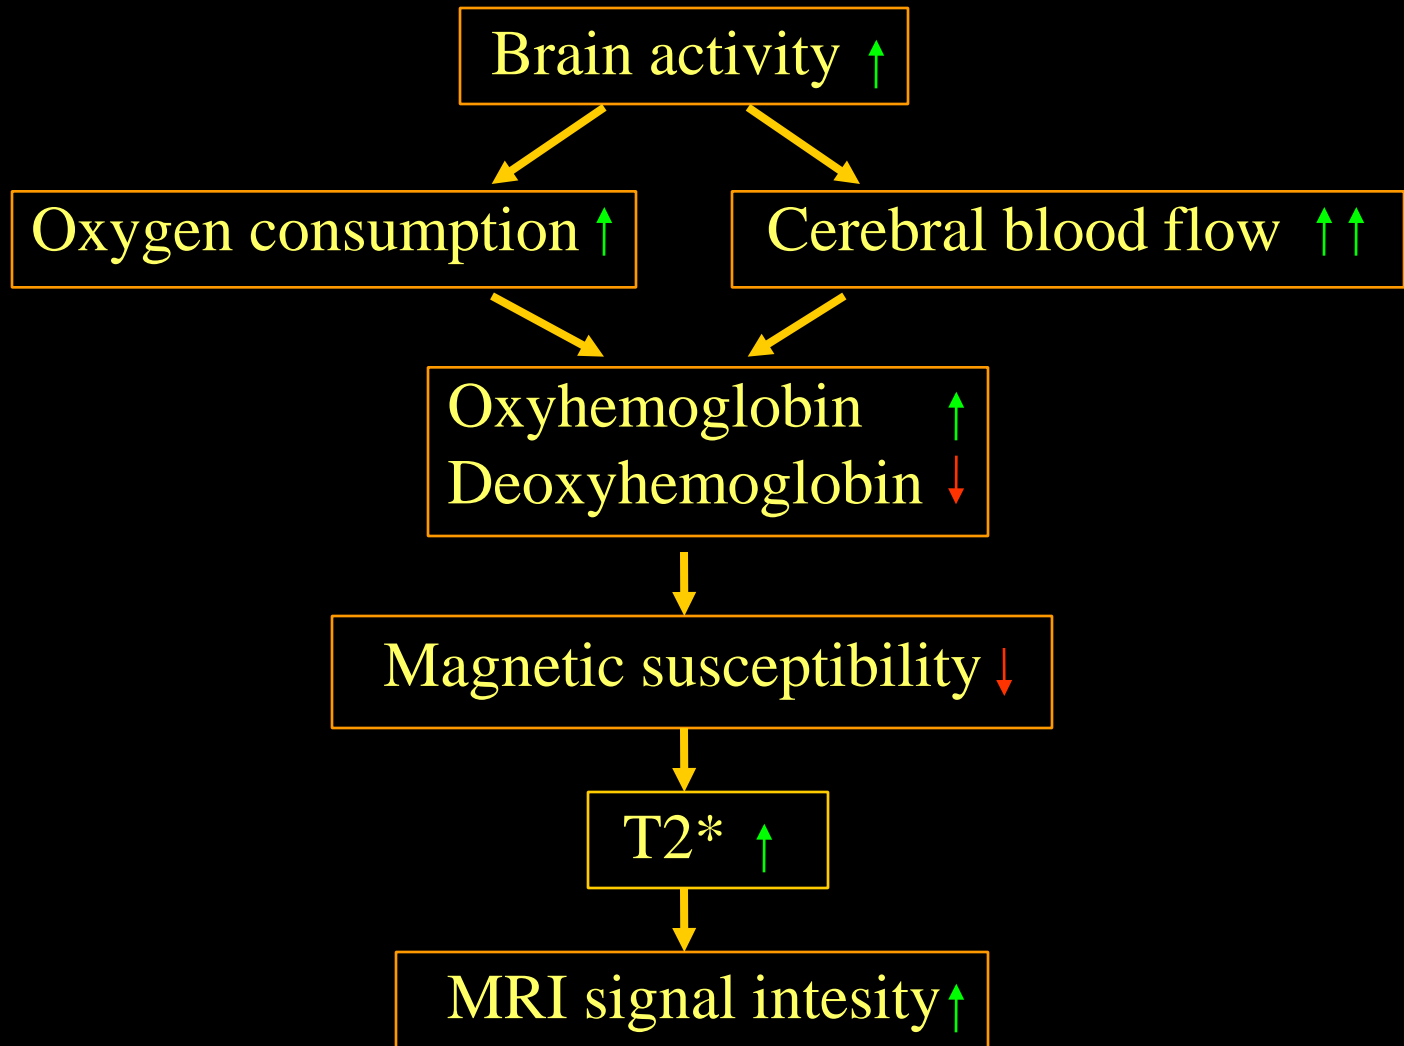 Brain activity ↑
Oxygen consumption ↑
Cerebral blood flow ↑↑
Oxyhemoglobin ↑
Deoxyhemoglobin ↓
Magnetic susceptibility ↓
T2* ↑
MRI signal intesity ↑